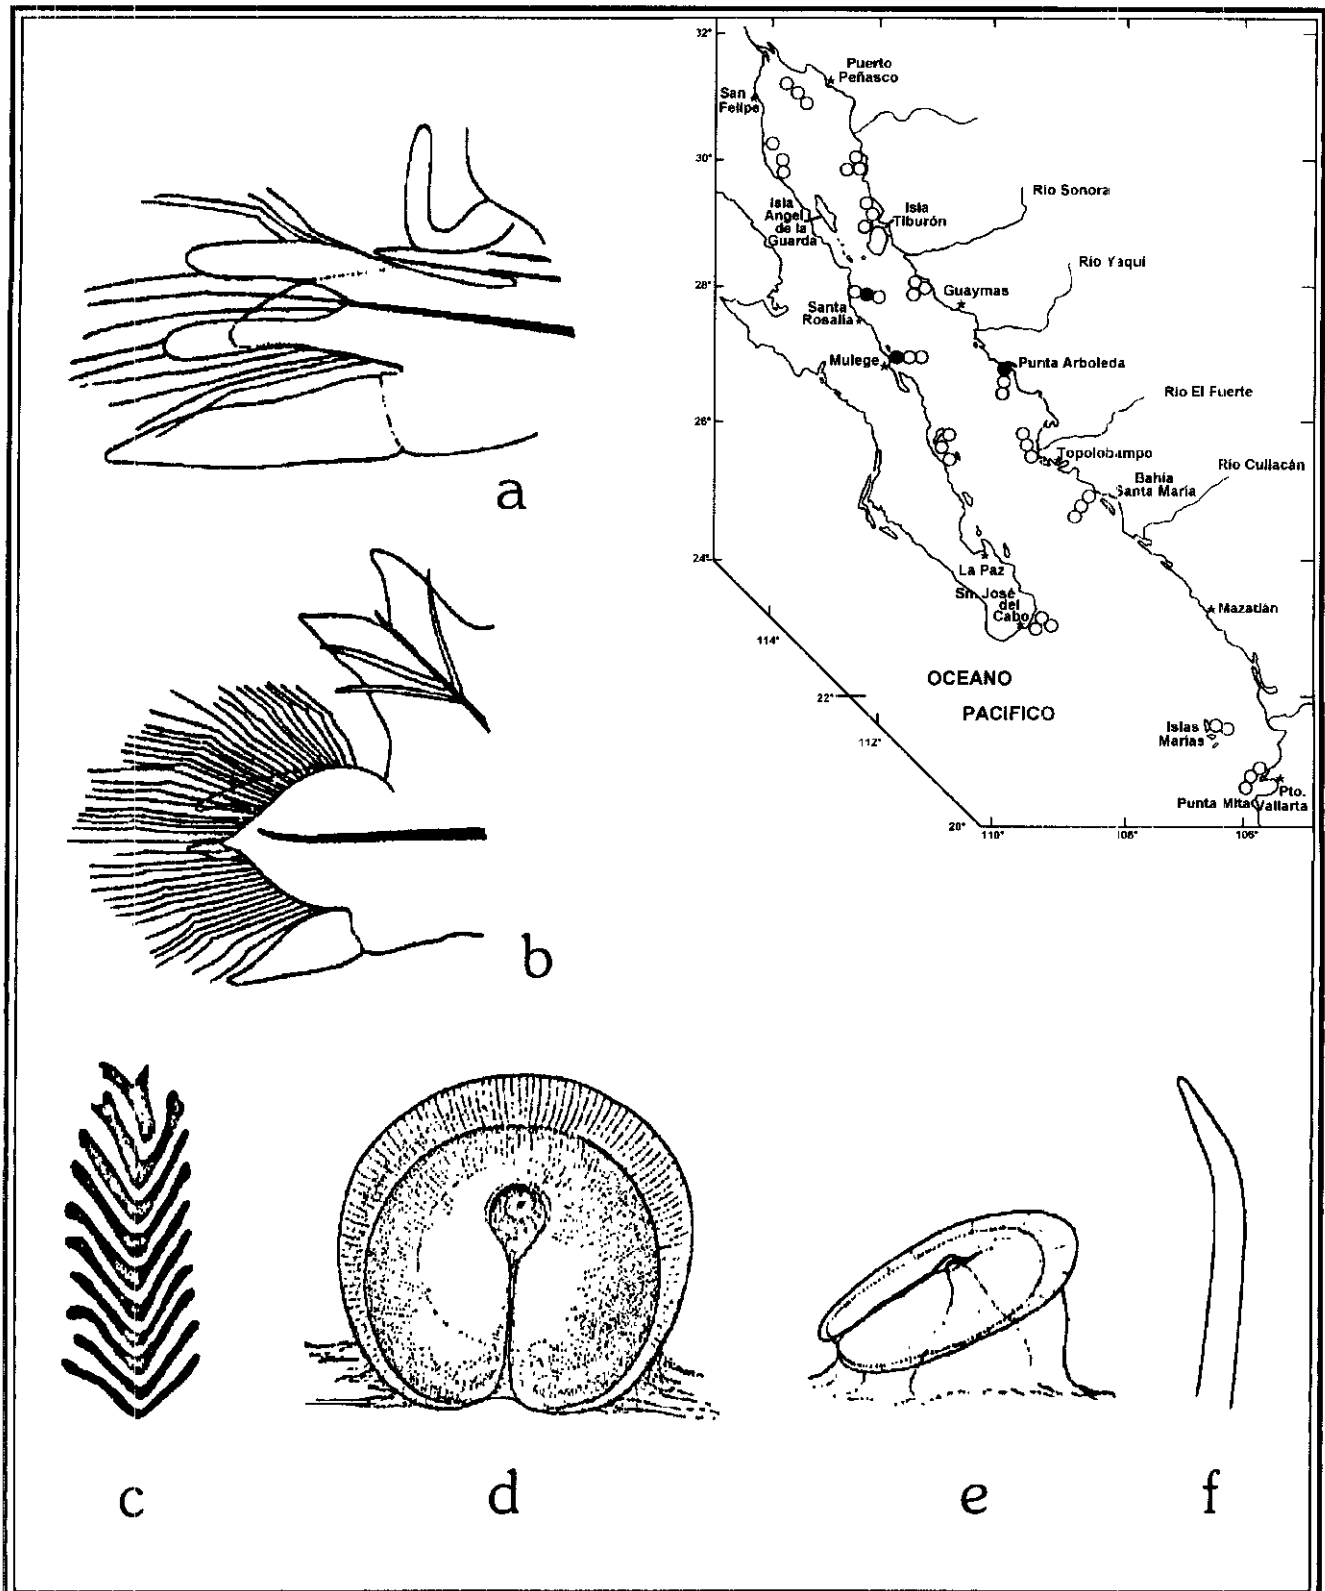 32°
Puerto
Peñasco
San
Felipe
30°
Río Sonora
Isla
Angel
de la
Guarda
Isla
Tiburón
Río Yaqui
28°
Guaymas
Santa
Rosalía
Mulege
Punta Arboleda
Río El Fuerte
26°
Topolobampo
Río Culiacán
Bahía
Santa María
24°
La Paz
Sn. José
del
Cabo
Mazatlán
114°
OCEANO
PACIFICO
22°
112°
Islas
Marías
Punta Mita
Pto.
Vallarta
20°
110°
108°
106°
a
b
c
d
e
f